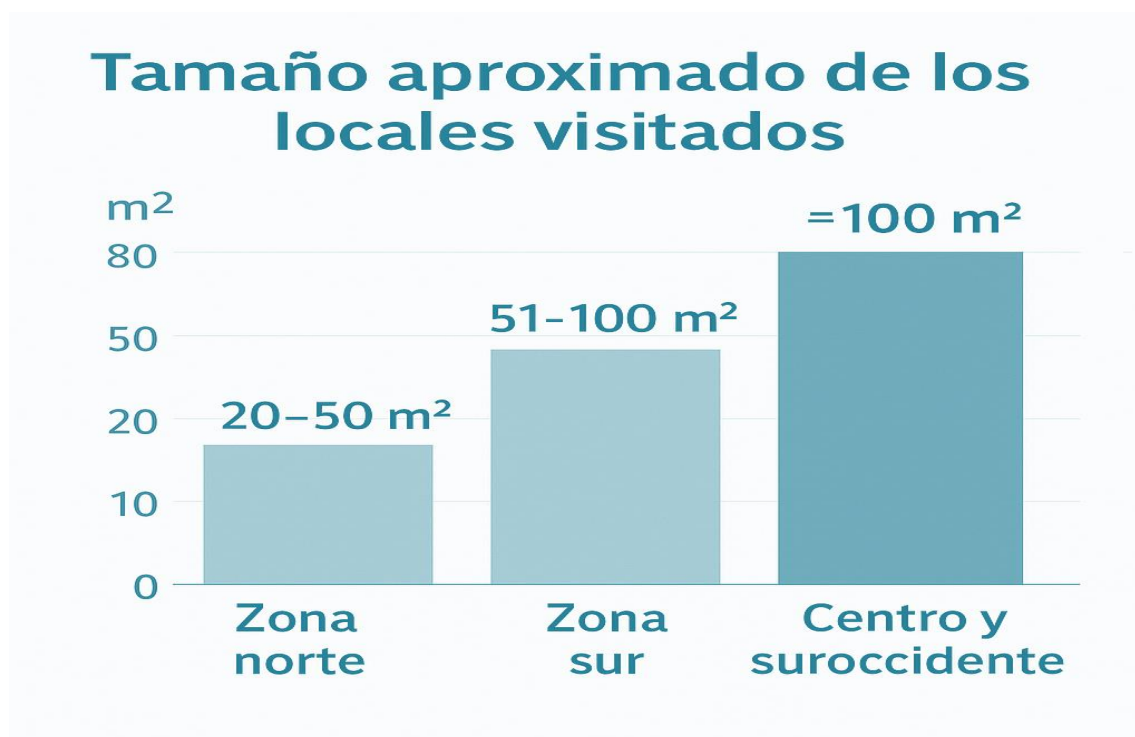 Tamaño aproximado de los
locales visitados
m²
80
50
20
10
0
20–50 m²
51–100 m²
=100 m²
Zona
norte
Zona
sur
Centro y
suroccidente